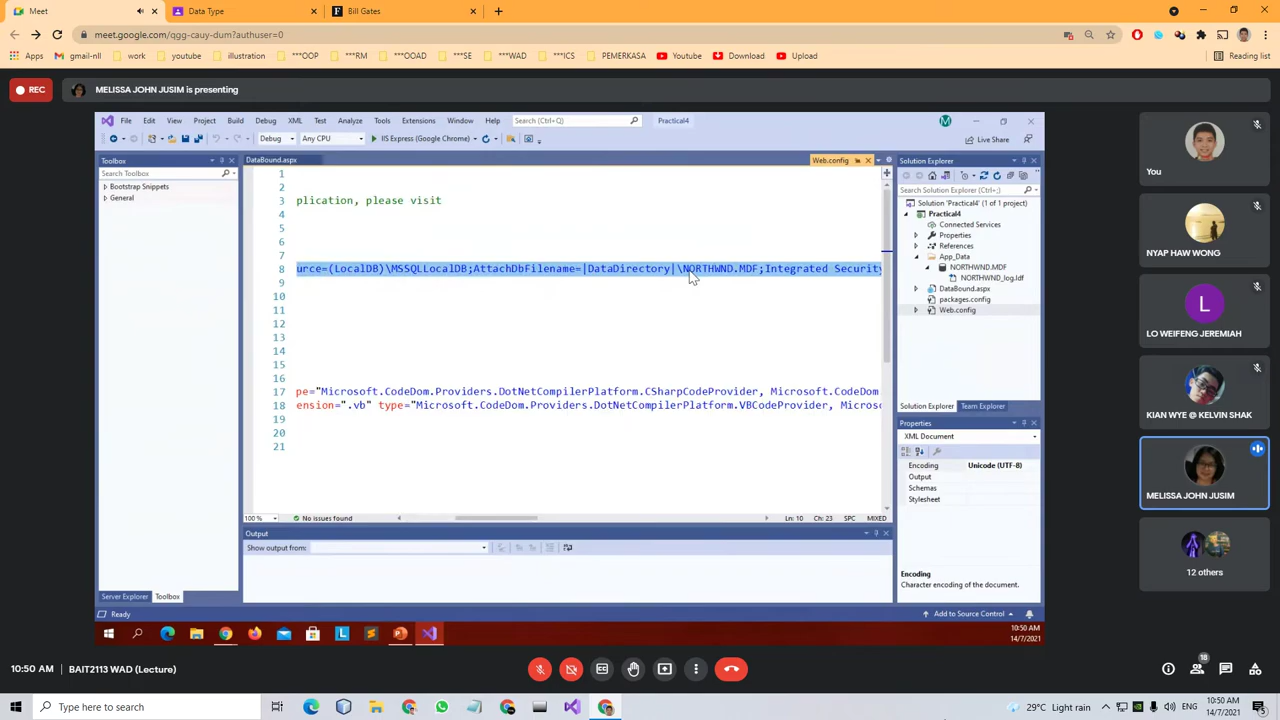 Meet
Data Type
Bill Gates
meet.google.com/qgg-cauy-dum?authuser=0
Apps
gmail-nll
work
youtube
illustration
***OOP
***RM
***OOAD
***SE
***WAD
***ICS
PEMERKASA
Youtube
Download
Upload
Reading list
REC
MELISSA JOHN JUSIM is presenting
File Edit View Project Build Debug XML Test Analyze Tools Extensions Window Help
Search (Ctrl+Q)
Practical4
Debug
Any CPU
IIS Express (Google Chrome)
Live Share
Toolbox
Search Toolbox
Bootstrap Snippets
General
DataBound.aspx
Web.config
1
2
3 plication, please visit
4
5
6
7
8 urce=(LocalDB)\MSSQLLocalDB;AttachDbFilename=|DataDirectory|\NORTHWND.MDF;Integrated Security
9
10
11
12
13
14
15
16
17 pe="Microsoft.CodeDom.Providers.DotNetCompilerPlatform.CSharpCodeProvider, Microsoft.CodeDom
18 ension=".vb" type="Microsoft.CodeDom.Providers.DotNetCompilerPlatform.VBCodeProvider, Micros
19
20
21
100 %
No issues found
Ln: 10 Ch: 23 SPC MIXED
Output
Show output from:
Server Explorer
Toolbox
Ready
Solution Explorer
Search Solution Explorer (Ctrl+;)
Solution 'Practical4' (1 of 1 project)
Practical4
Connected Services
Properties
References
App_Data
NORTHWND.MDF
NORTHWND_log.ldf
DataBound.aspx
packages.config
Web.config
Solution Explorer
Team Explorer
Properties
XML Document
Encoding Unicode (UTF-8)
Output
Schemas
Stylesheet
Encoding
Character encoding of the document.
Add to Source Control
10:50 AM
14/7/2021
You
NYAP HAW WONG
L
LO WEIFENG JEREMIAH
KIAN WYE @ KELVIN SHAK
MELISSA JOHN JUSIM
12 others
10:50 AM
BAIT2113 WAD (Lecture)
18
Type here to search
29°C Light rain
ENG
10:50 AM
14/7/2021